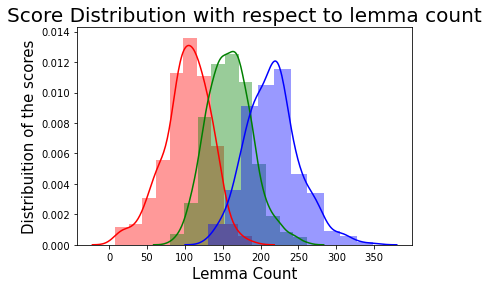 Score Distribution with respect to lemma count
Distribuition of the scores
0.014
0.012
0.010
0.008
0.006
0.004
0.002
0.000
0 50 100 150 200 250 300 350
Lemma Count